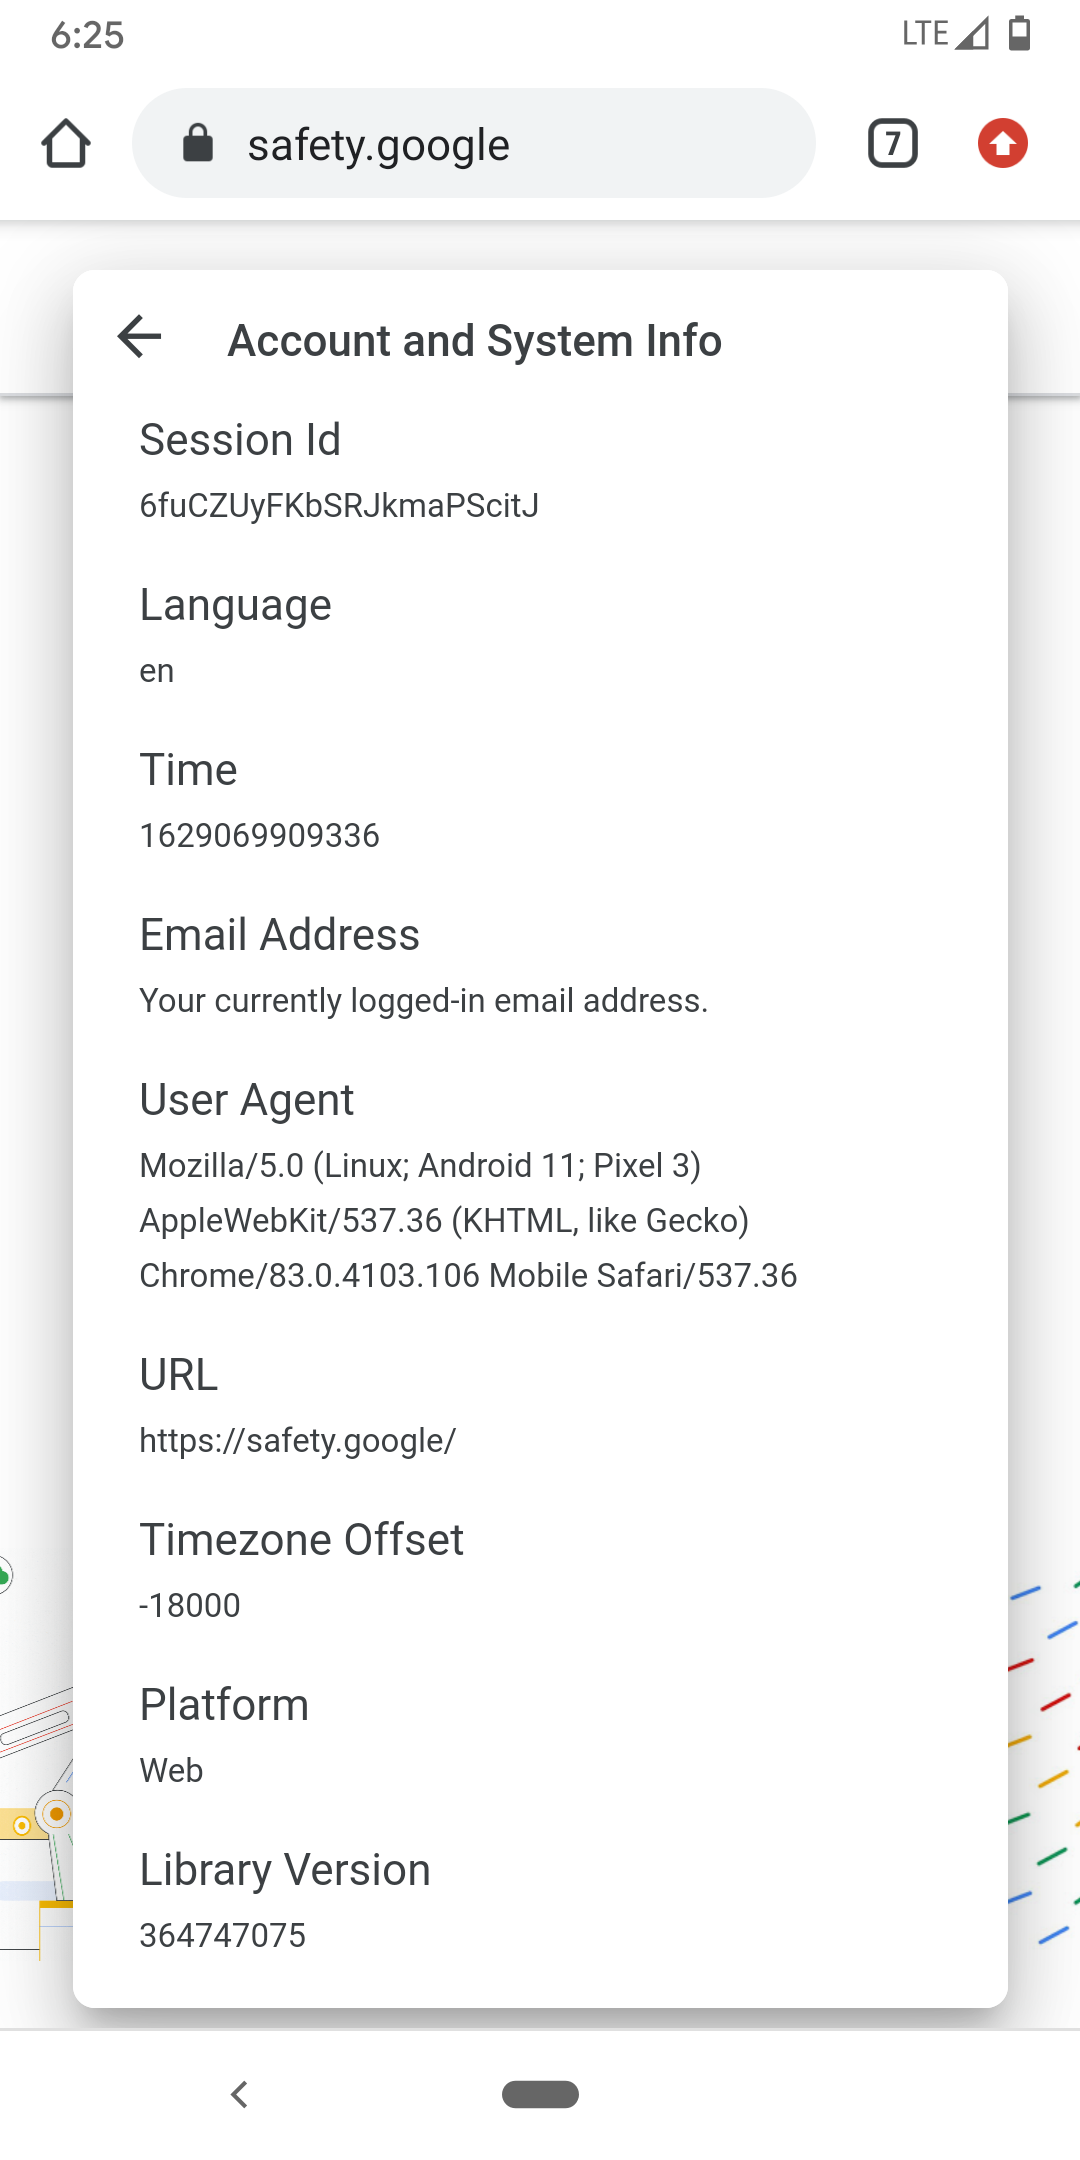 6:25
LTE
safety.google
7
Account and System Info
Session Id
6fuCZUyFKbSRJkmaPScitJ
Language
en
Time
1629069909336
Email Address
Your currently logged-in email address.
User Agent
Mozilla/5.0 (Linux; Android 11; Pixel 3)
AppleWebKit/537.36 (KHTML, like Gecko)
Chrome/83.0.4103.106 Mobile Safari/537.36
URL
https://safety.google/
Timezone Offset
-18000
Platform
Web
Library Version
364747075